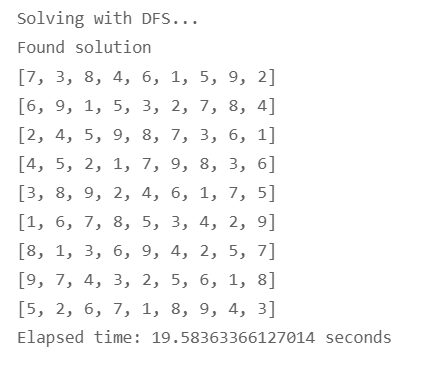 Solving with DFS...
Found solution
[7, 3, 8, 4, 6, 1, 5, 9, 2]
[6, 9, 1, 5, 3, 2, 7, 8, 4]
[2, 4, 5, 9, 8, 7, 3, 6, 1]
[4, 5, 2, 1, 7, 9, 8, 3, 6]
[3, 8, 9, 2, 4, 6, 1, 7, 5]
[1, 6, 7, 8, 5, 3, 4, 2, 9]
[8, 1, 3, 6, 9, 4, 2, 5, 7]
[9, 7, 4, 3, 2, 5, 6, 1, 8]
[5, 2, 6, 7, 1, 8, 9, 4, 3]
Elapsed time: 19.58363366127014 seconds